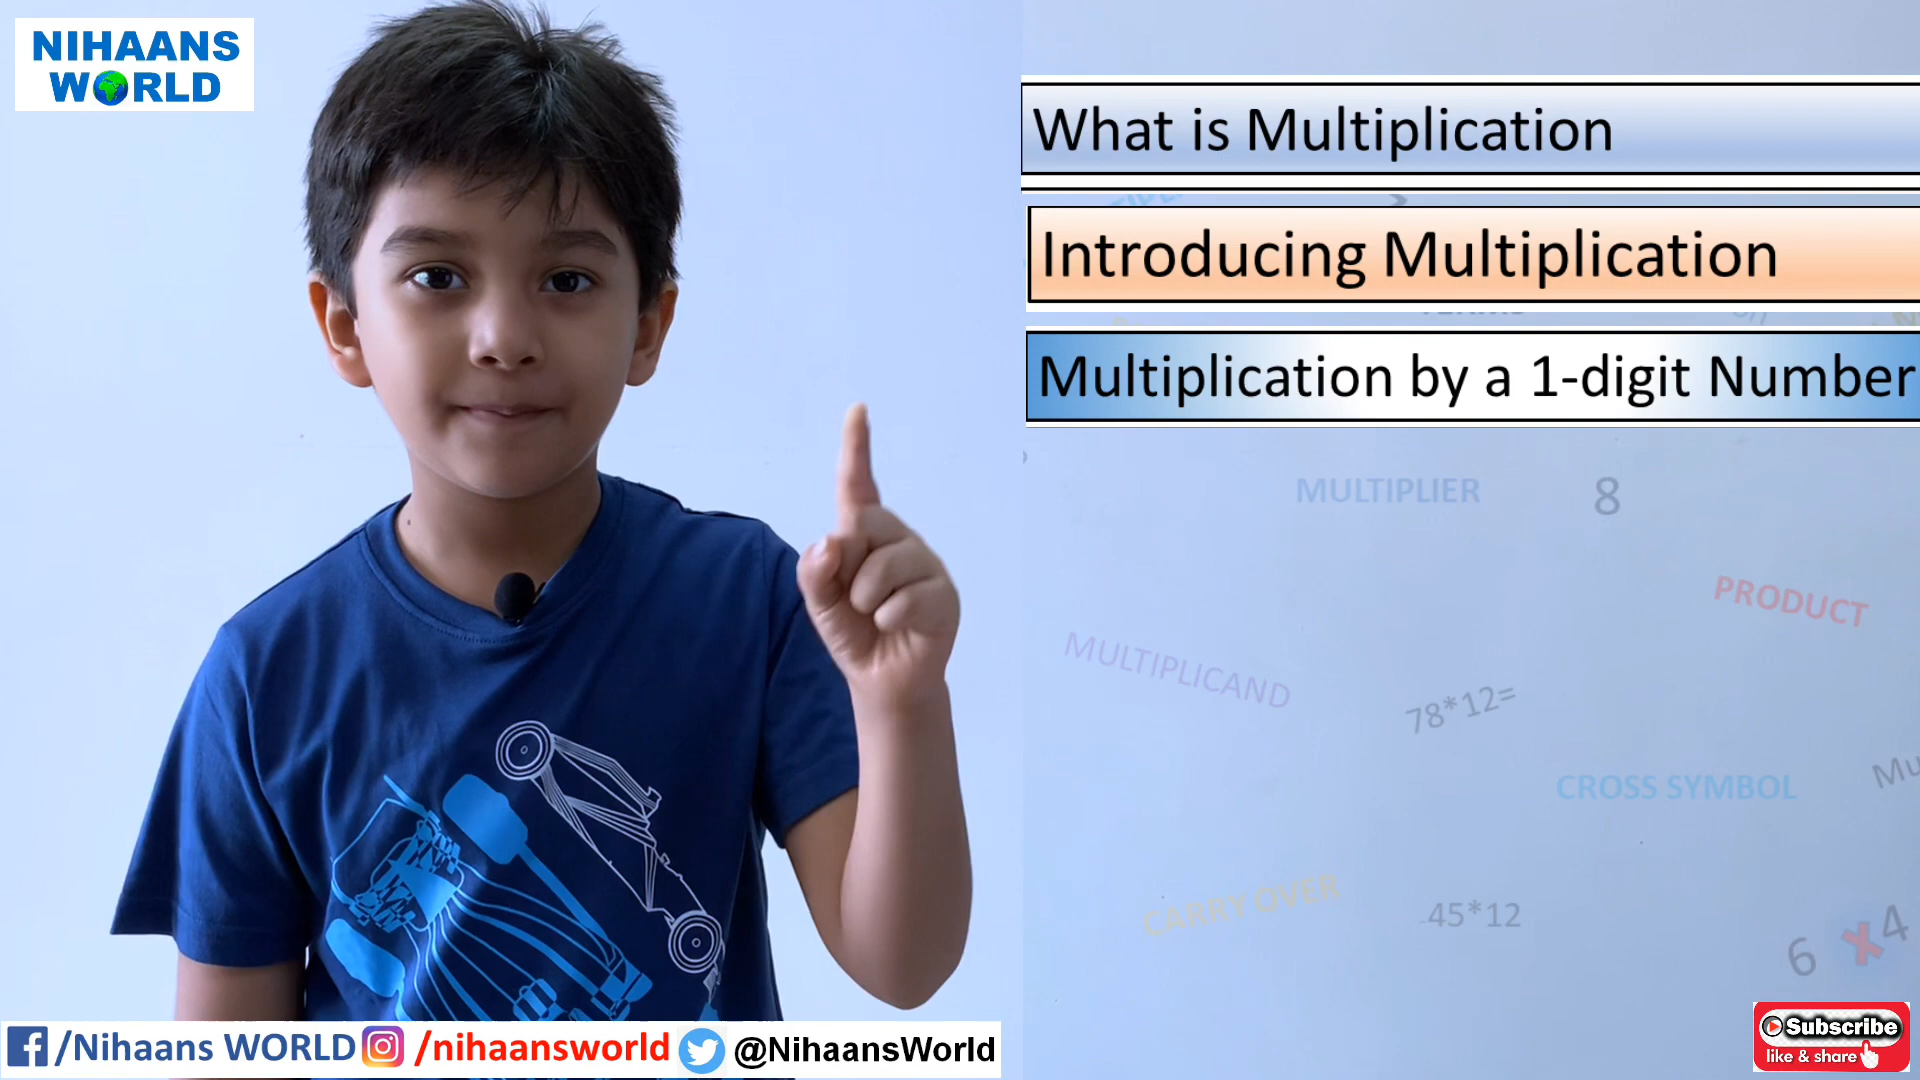 NIHAANS
WORLD
What is Multiplication
Introducing Multiplication
Multiplication by a 1-digit Number
MULTIPLIER
8
PRODUCT
MULTIPLICAND
78*12=
CROSS SYMBOL
CARRY OVER
45*12
6 x 4
/Nihaans WORLD /nihaansworld @NihaansWorld
Subscribe
like & share